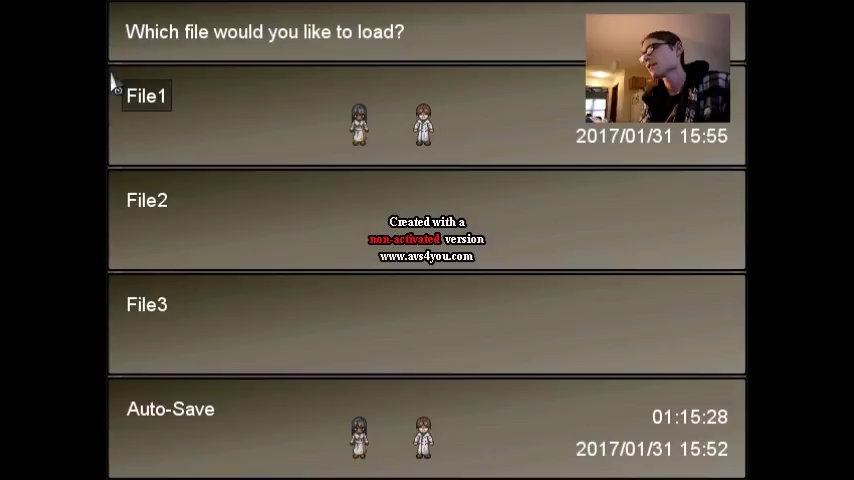 Which file would you like to load?
File1
2017/01/31 15:55
File2
Created with a
non-activated version
www.avs4you.com
File3
Auto-Save
01:15:28
2017/01/31 15:52